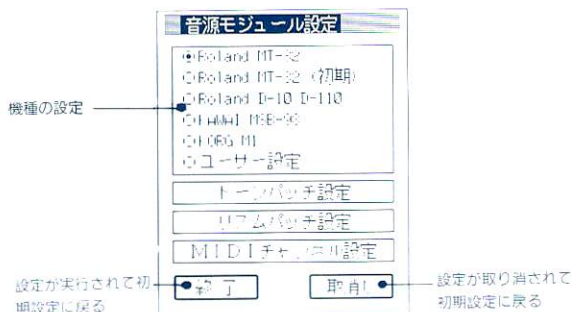 音源モジュール設定
Roland MT-32
Roland MT-32 (初期)
Roland D-10 D-110
KAWAI
KORG M1
ユーザー設定
機種の設定
トーンパッチ設定
リズムパッチ設定
MIDIチャンネル設定
終了
取消し
設定が実行されて初
期設定に戻る
設定が取り消されて
初期設定に戻る